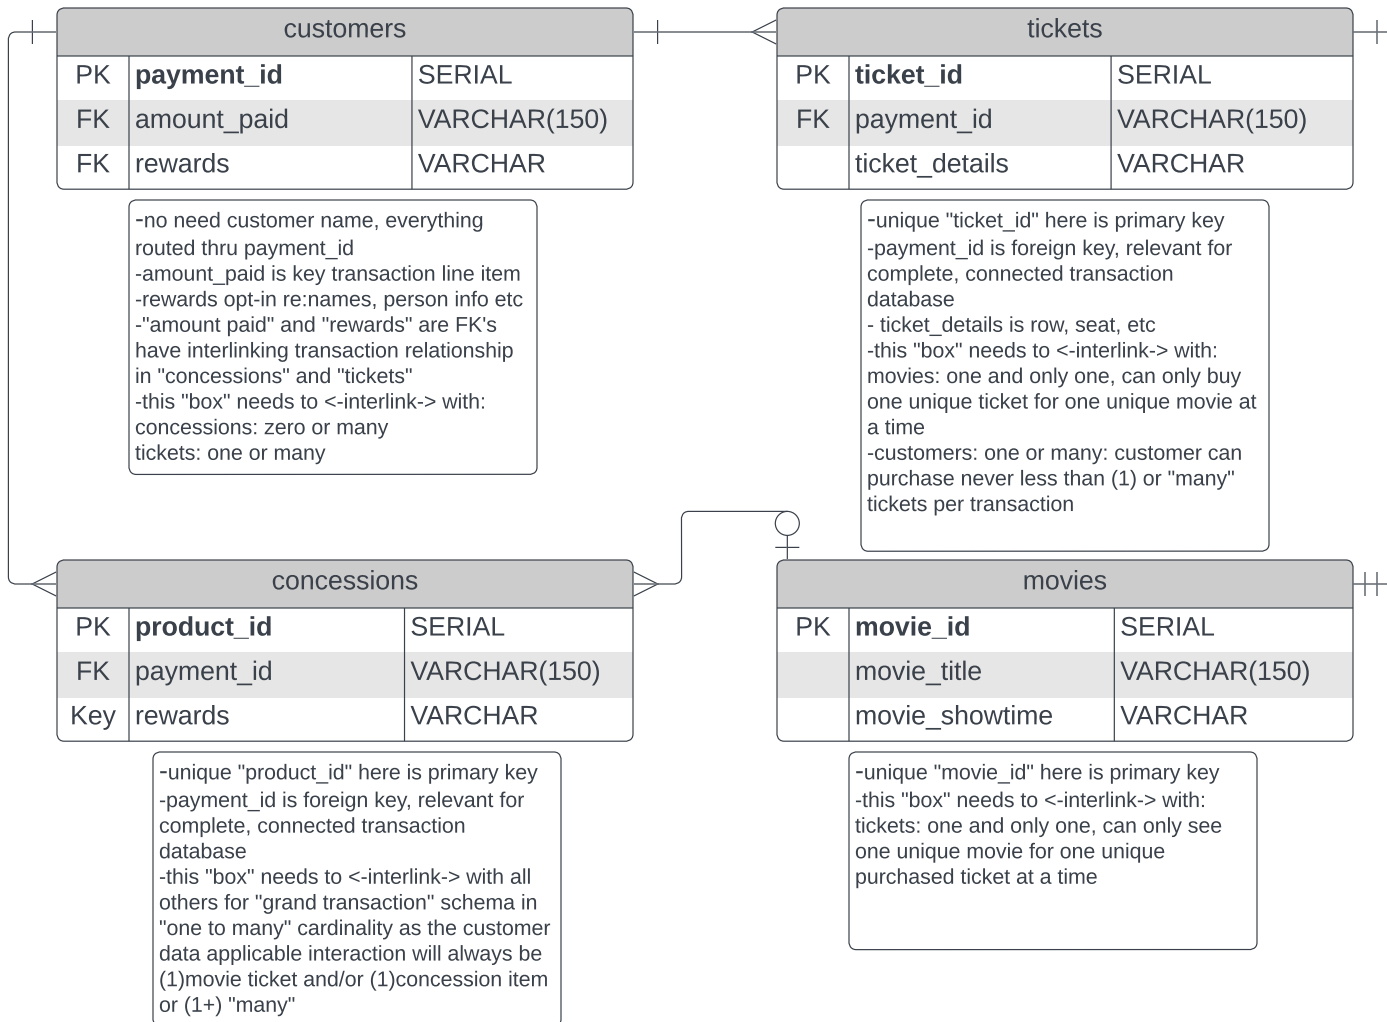 customers
PK payment_id SERIAL
FK amount_paid VARCHAR(150)
FK rewards VARCHAR
-no need customer name, everything
routed thru payment_id
-amount_paid is key transaction line item
-rewards opt-in re:names, person info etc
-"amount paid" and "rewards" are FK's
have interlinking transaction relationship
in "concessions" and "tickets"
-this "box" needs to <-interlink-> with:
concessions: zero or many
tickets: one or many
tickets
PK ticket_id SERIAL
FK payment_id VARCHAR(150)
ticket_details VARCHAR
-unique "ticket_id" here is primary key
-payment_id is foreign key, relevant for
complete, connected transaction
database
- ticket_details is row, seat, etc
-this "box" needs to <-interlink-> with:
movies: one and only one, can only buy
one unique ticket for one unique movie at
a time
-customers: one or many: customer can
purchase never less than (1) or "many"
tickets per transaction
concessions
PK product_id SERIAL
FK payment_id VARCHAR(150)
Key rewards VARCHAR
-unique "product_id" here is primary key
-payment_id is foreign key, relevant for
complete, connected transaction
database
-this "box" needs to <-interlink-> with all
others for "grand transaction" schema in
"one to many" cardinality as the customer
data applicable interaction will always be
(1)movie ticket and/or (1)concession item
or (1+) "many"
movies
PK movie_id SERIAL
movie_title VARCHAR(150)
movie_showtime VARCHAR
-unique "movie_id" here is primary key
-this "box" needs to <-interlink-> with:
tickets: one and only one, can only see
one unique movie for one unique
purchased ticket at a time